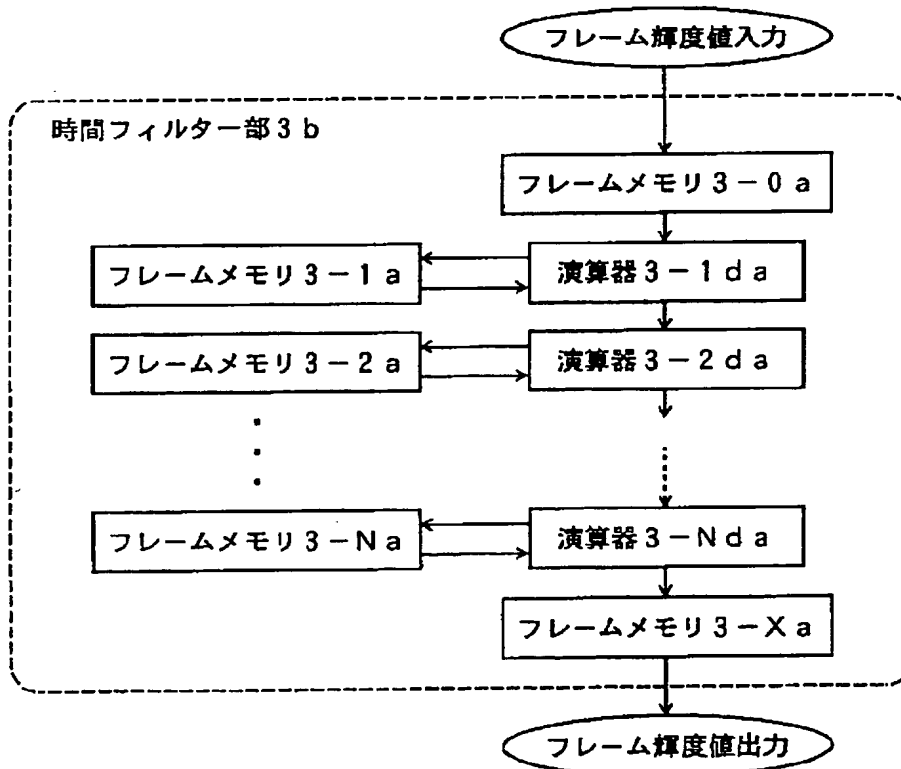 フレーム輝度値入力
時間フィルター部3b
フレームメモリ3-0a
フレームメモリ3-1a
演算器3-1da
フレームメモリ3-2a
演算器3-2da
フレームメモリ3-Na
演算器3-Nda
フレームメモリ3-Xa
フレーム輝度値出力